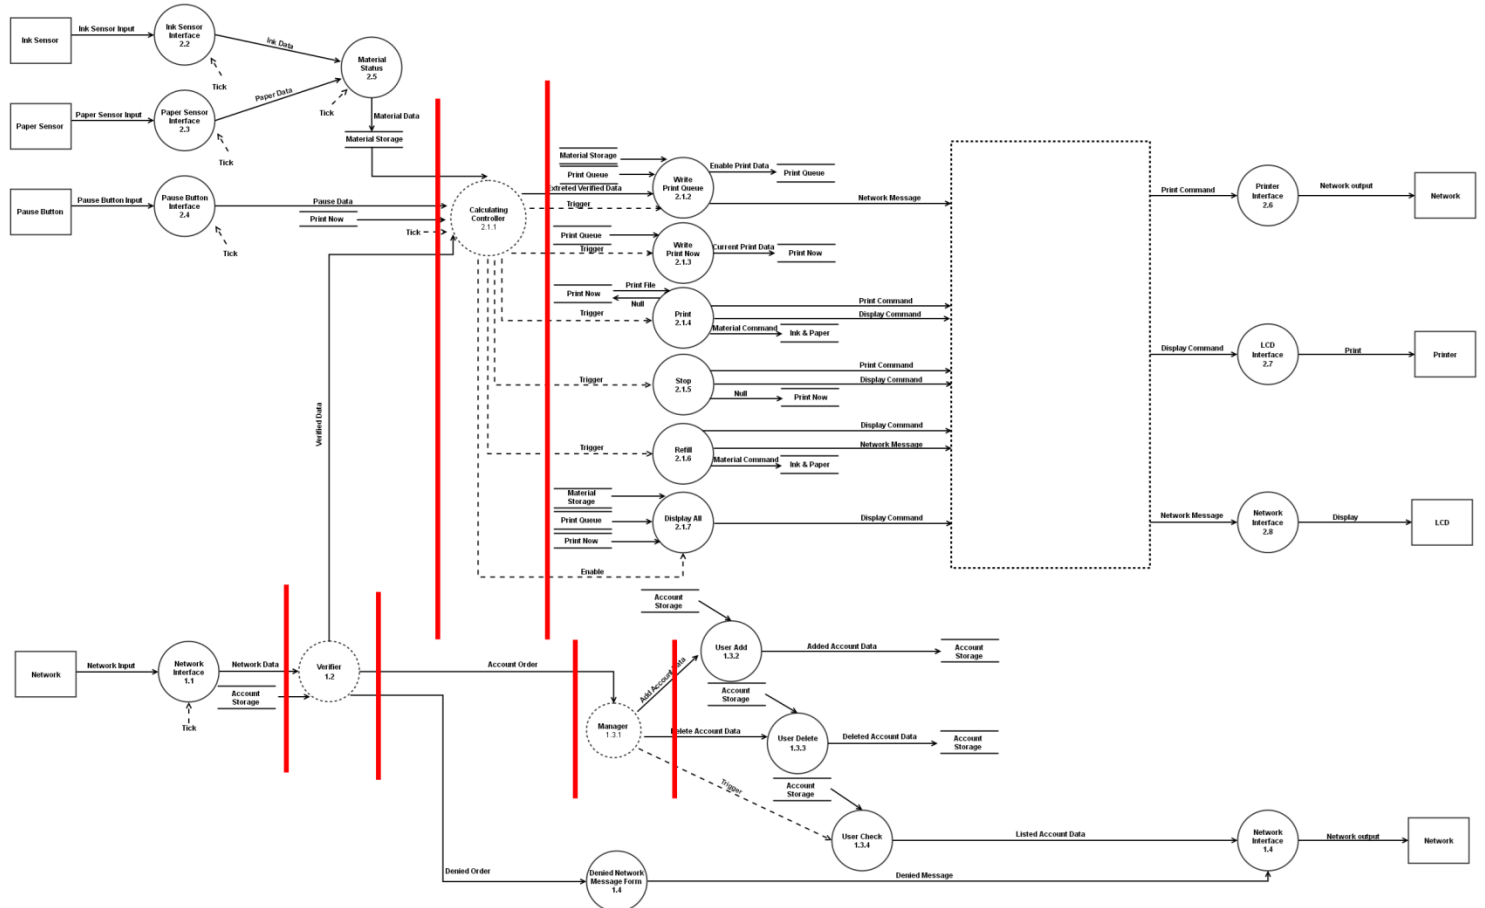 Ink Sensor
Ink Sensor Input
Ink Sensor
Interface
2.2
Ink Data
Tick
Material
Status
2.5
Paper Sensor
Paper Sensor Input
Paper Sensor
Interface
2.3
Paper Data
Tick
Tick
Material Data
Material Storage
Pause Button
Pause Button Input
Pause Button
Interface
2.4
Pause Data
Tick
Print Now
Tick
Calculating
Controller
2.1.1
Material Storage
Print Queue
Extreted Verified Data
Trigger
Write
Print Queue
2.1.2
Enable Print Data
Print Queue
Network Message
Print Queue
Trigger
Write
Print Now
2.1.3
Current Print Data
Print Now
Print File
Print Now
Null
Trigger
Print
2.1.4
Print Command
Display Command
Material Command
Ink & Paper
Trigger
Stop
2.1.5
Print Command
Display Command
Null
Print Now
Trigger
Refill
2.1.6
Display Command
Network Message
Material Command
Ink & Paper
Material
Storage
Print Queue
Print Now
Dislplay All
2.1.7
Display Command
Enable
Print Command
Printer
Interface
2.6
Network output
Network
Display Command
LCD
Interface
2.7
Print
Printer
Network Message
Network
Interface
2.8
Display
LCD
Verified Data
Network
Network Input
Network
Interface
1.1
Tick
Network Data
Account
Storage
Verifier
1.2
Account Order
Manager
1.3.1
Add Account Data
Account
Storage
User Add
1.3.2
Added Account Data
Account
Storage
Delete Account Data
Account
Storage
User Delete
1.3.3
Deleted Account Data
Account
Storage
Trigger
Account
Storage
User Check
1.3.4
Listed Account Data
Network
Interface
1.4
Network output
Network
Denied Order
Denied Network
Message Form
1.4
Denied Message